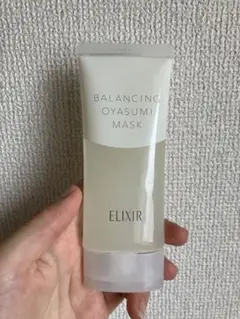 BALANCING
OYASUMI
MASK
ELIXIR